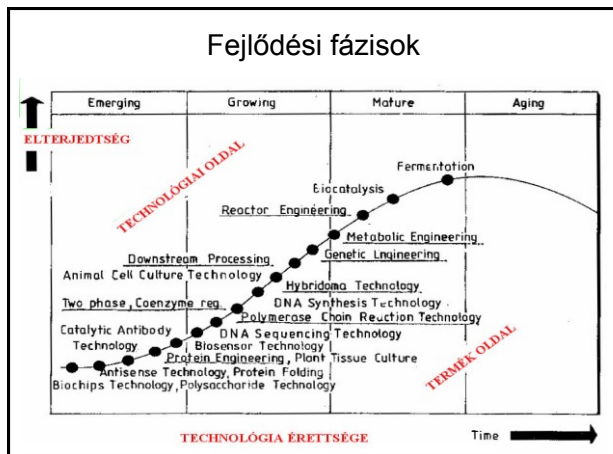 Fejlődési fázisok
Emerging Growing Mature Aging
ELTERJEDTSÉG
TECHNOLÓGIAI OLDAL
Fermentation
Biocatalysis
Reactor Engineering
Metabolic Engineering
Downstream Processing
Genetic Engineering
Animal Cell Culture Technology
Hybridoma Technology
Two phase, Coenzyme reg.
DNA Synthesis Technology
Polymerase Chain Reaction Technology
Catalytic Antibody
Technology
DNA Sequencing Technology
Biosensor Technology
Protein Engineering, Plant Tissue Culture
Antisense Technology, Protein Folding
Biochips Technology, Polysaccharide Technology
TERMÉK OLDAL
TECHNOLÓGIA ÉRETTSÉGE
Time